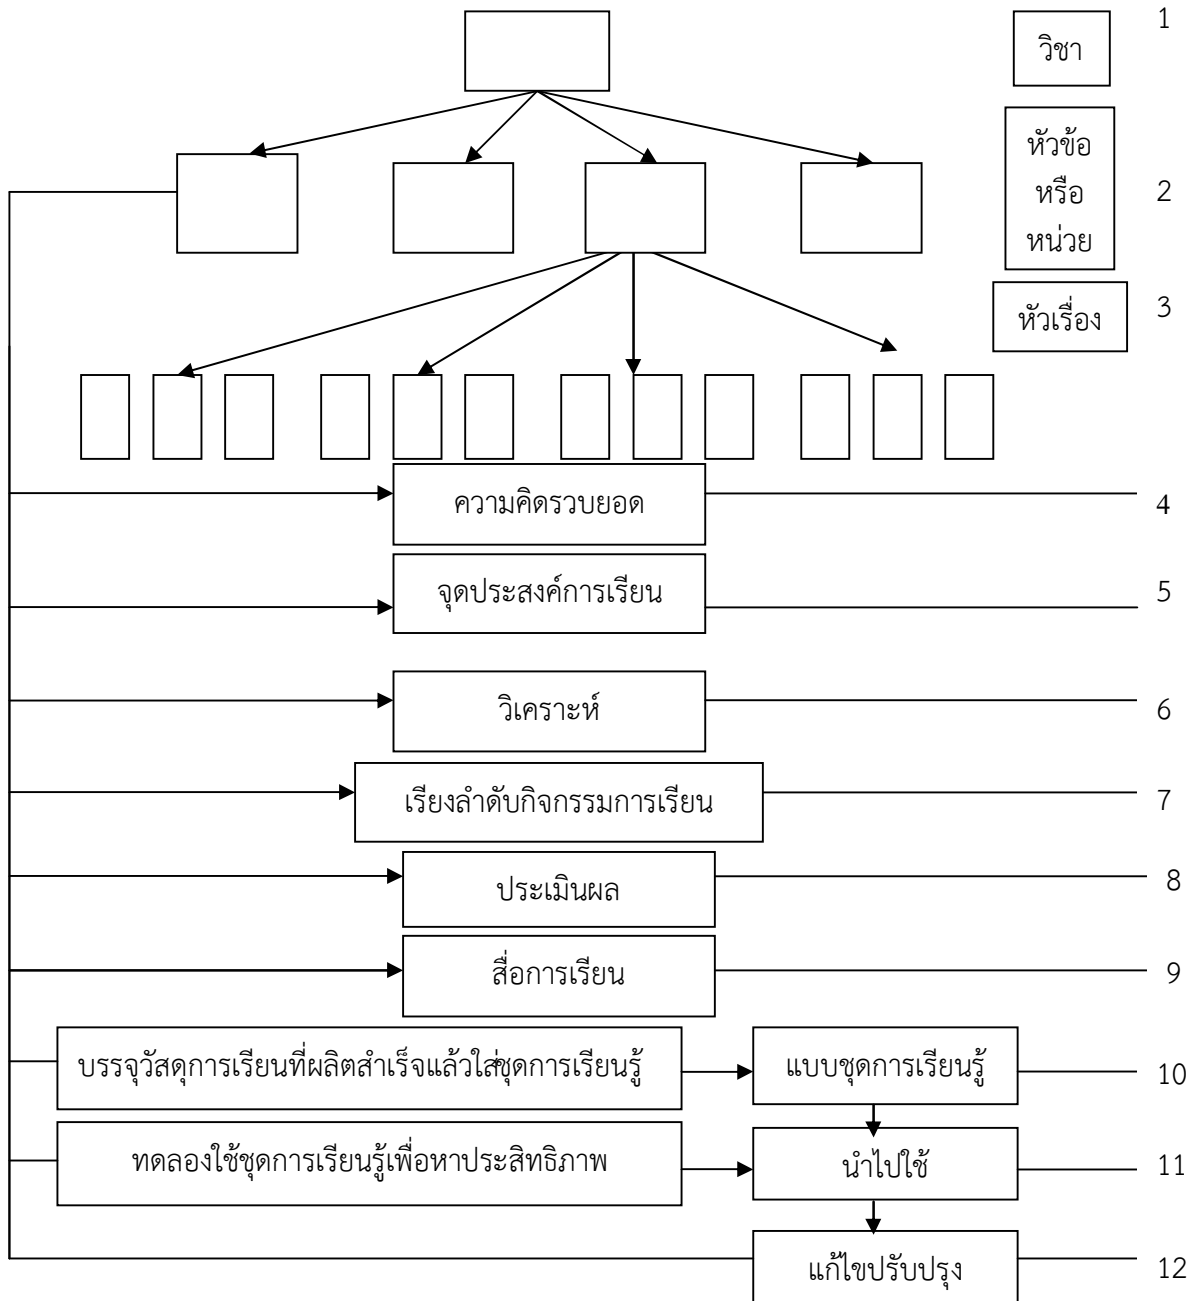 1
วิชา
หัวข้อ
หรือ
หน่วย
2
หัวเรื่อง
3
ความคิดรวบยอด
4
จุดประสงค์การเรียน
5
วิเคราะห์
6
เรียงลำดับกิจกรรมการเรียน
7
ประเมินผล
8
สื่อการเรียน
9
บรรจุวัสดุการเรียนที่ผลิตสำเร็จแล้วใส่ชุดการเรียนรู้
แบบชุดการเรียนรู้
10
ทดลองใช้ชุดการเรียนรู้เพื่อหาประสิทธิภาพ
นำไปใช้
11
แก้ไขปรับปรุง
12